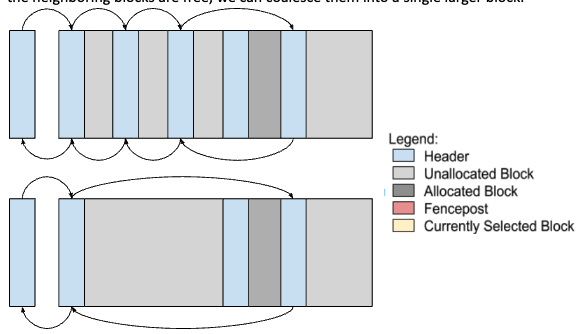 the neighboring blocks are free, we can coalesce them into a single larger block.
Legend:
Header
Unallocated Block
Allocated Block
Fencepost
Currently Selected Block